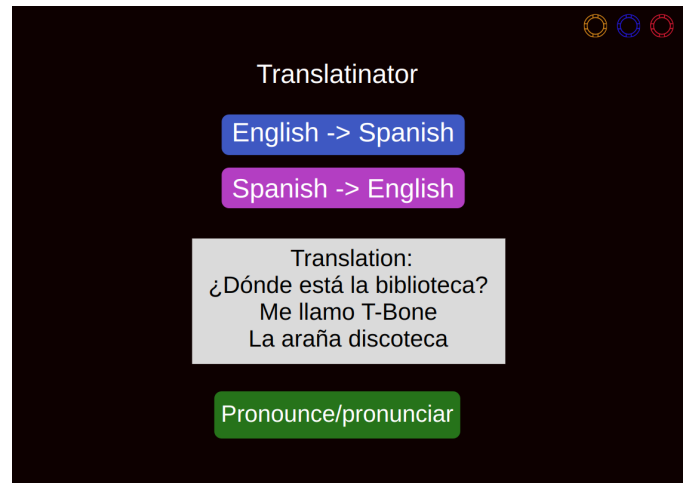 Translatinator
English -> Spanish
Spanish -> English
Translation:
¿Dónde está la biblioteca?
Me llamo T-Bone
La araña discoteca
Pronounce/pronunciar